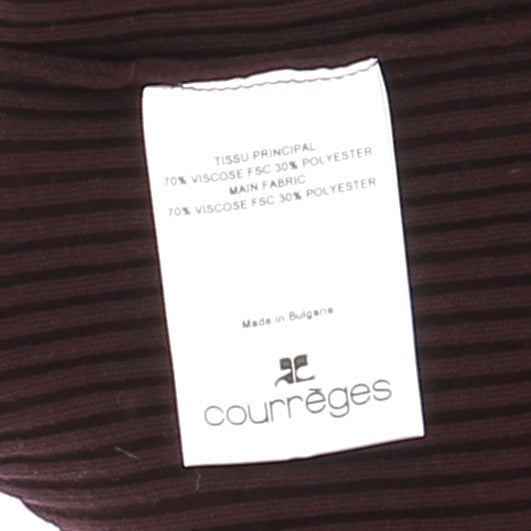 TISSU PRINCIPAL
70% VISCOSE FSC 30% POLYESTER
MAIN FABRIC
70% VISCOSE FSC 30% POLYESTER
Made in Bulgaria
courrèges